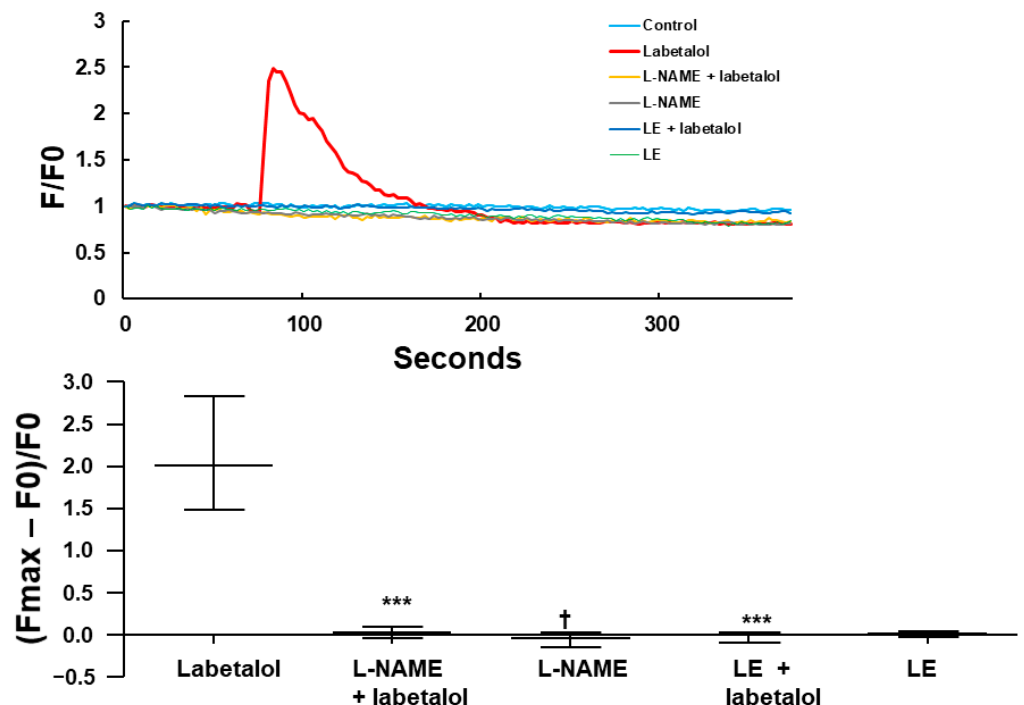 3
2.5
2
1.5
1
0.5
0
F/F0
Control
Labetalol
L-NAME + labetalol
L-NAME
LE + labetalol
LE
0 100 200 300
Seconds
3.0
2.5
2.0
1.5
1.0
0.5
0.0
−0.5
(Fmax – F0)/F0
*** † ***
Labetalol L-NAME L-NAME LE + LE
+ labetalol labetalol